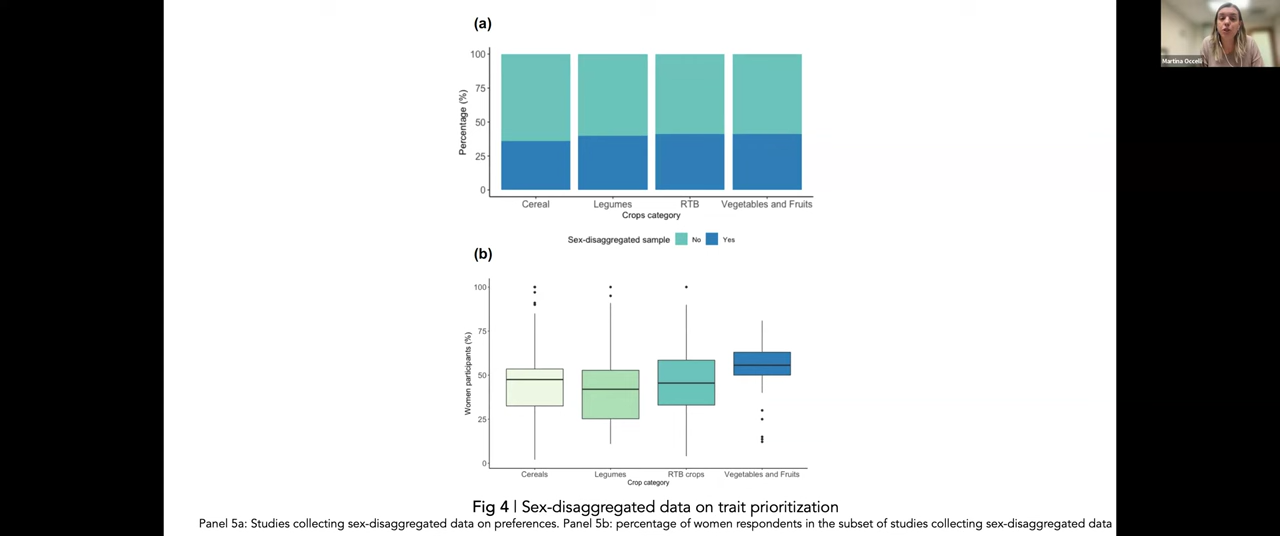 (a)
100
75
50
25
0
Percentage (%)
Cereal Legumes RTB Vegetables and Fruits
Crops category
Sex-disaggregated sample No Yes
(b)
100
75
50
25
0
Women participants (%)
Cereals Legumes RTB crops Vegetables and Fruits
Crop category
Fig 4 | Sex-disaggregated data on trait prioritization
Panel 5a: Studies collecting sex-disaggregated data on preferences. Panel 5b: percentage of women respondents in the subset of studies collecting sex-disaggregated data
Martina Occelli